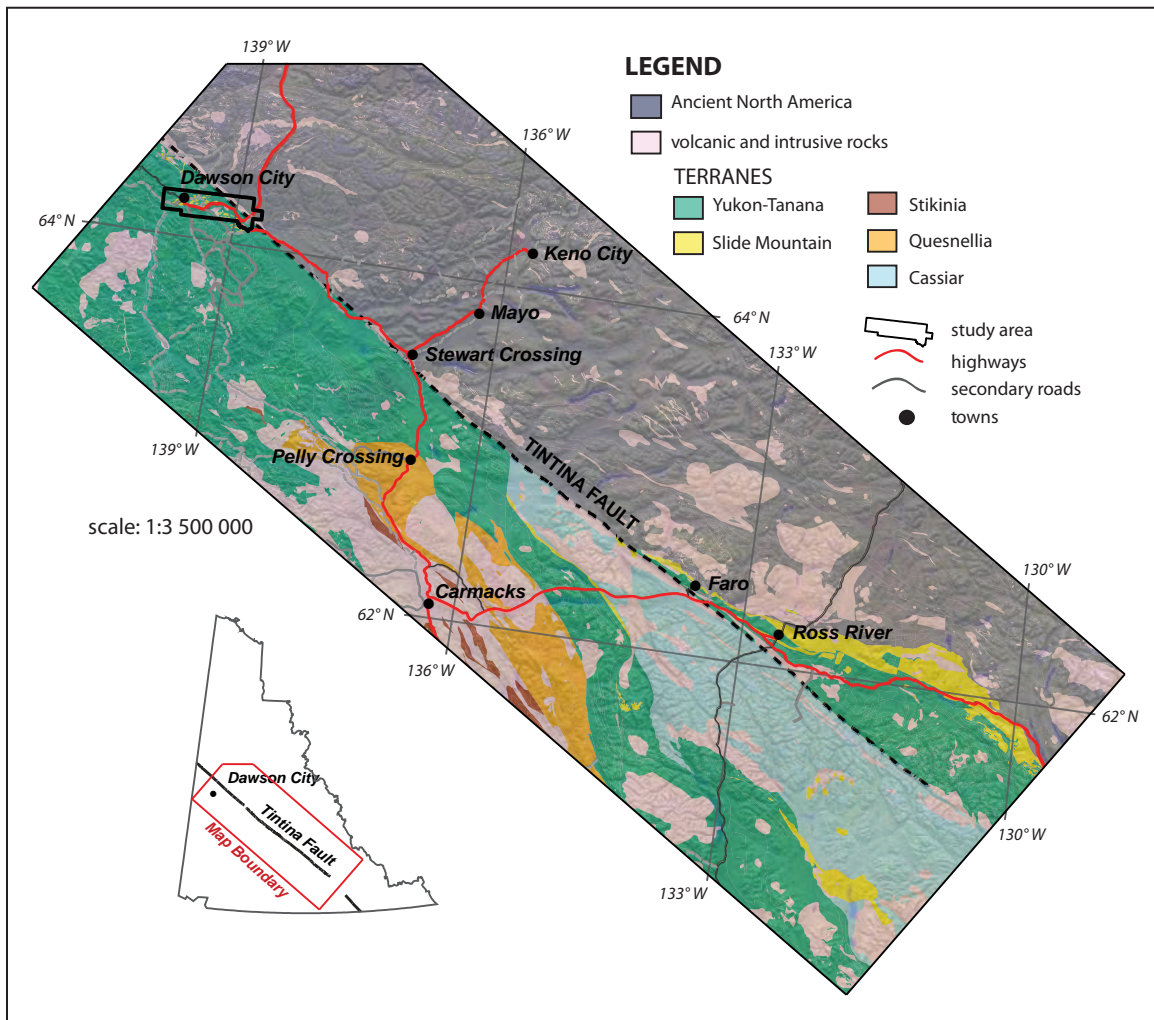 139° W
LEGEND
Ancient North America
volcanic and intrusive rocks
TERRANES
Yukon-Tanana
Slide Mountain
Stikinia
Quesnellia
Cassiar
study area
highways
secondary roads
towns
136° W
Dawson City
64° N
Keno City
Mayo
64° N
Stewart Crossing
133° W
139° W
Pelly Crossing
TINTINA FAULT
scale: 1:3 500 000
Faro
130° W
Carmacks
62° N
Ross River
136° W
62° N
130° W
133° W
Dawson City
Tintina Fault
Map Boundary